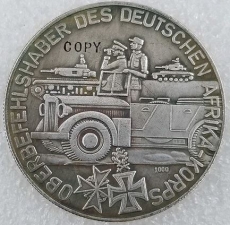 OBERBEFEHLSHABER DES DEUTSCHEN AFRIKA-KORPS
COPY
1000